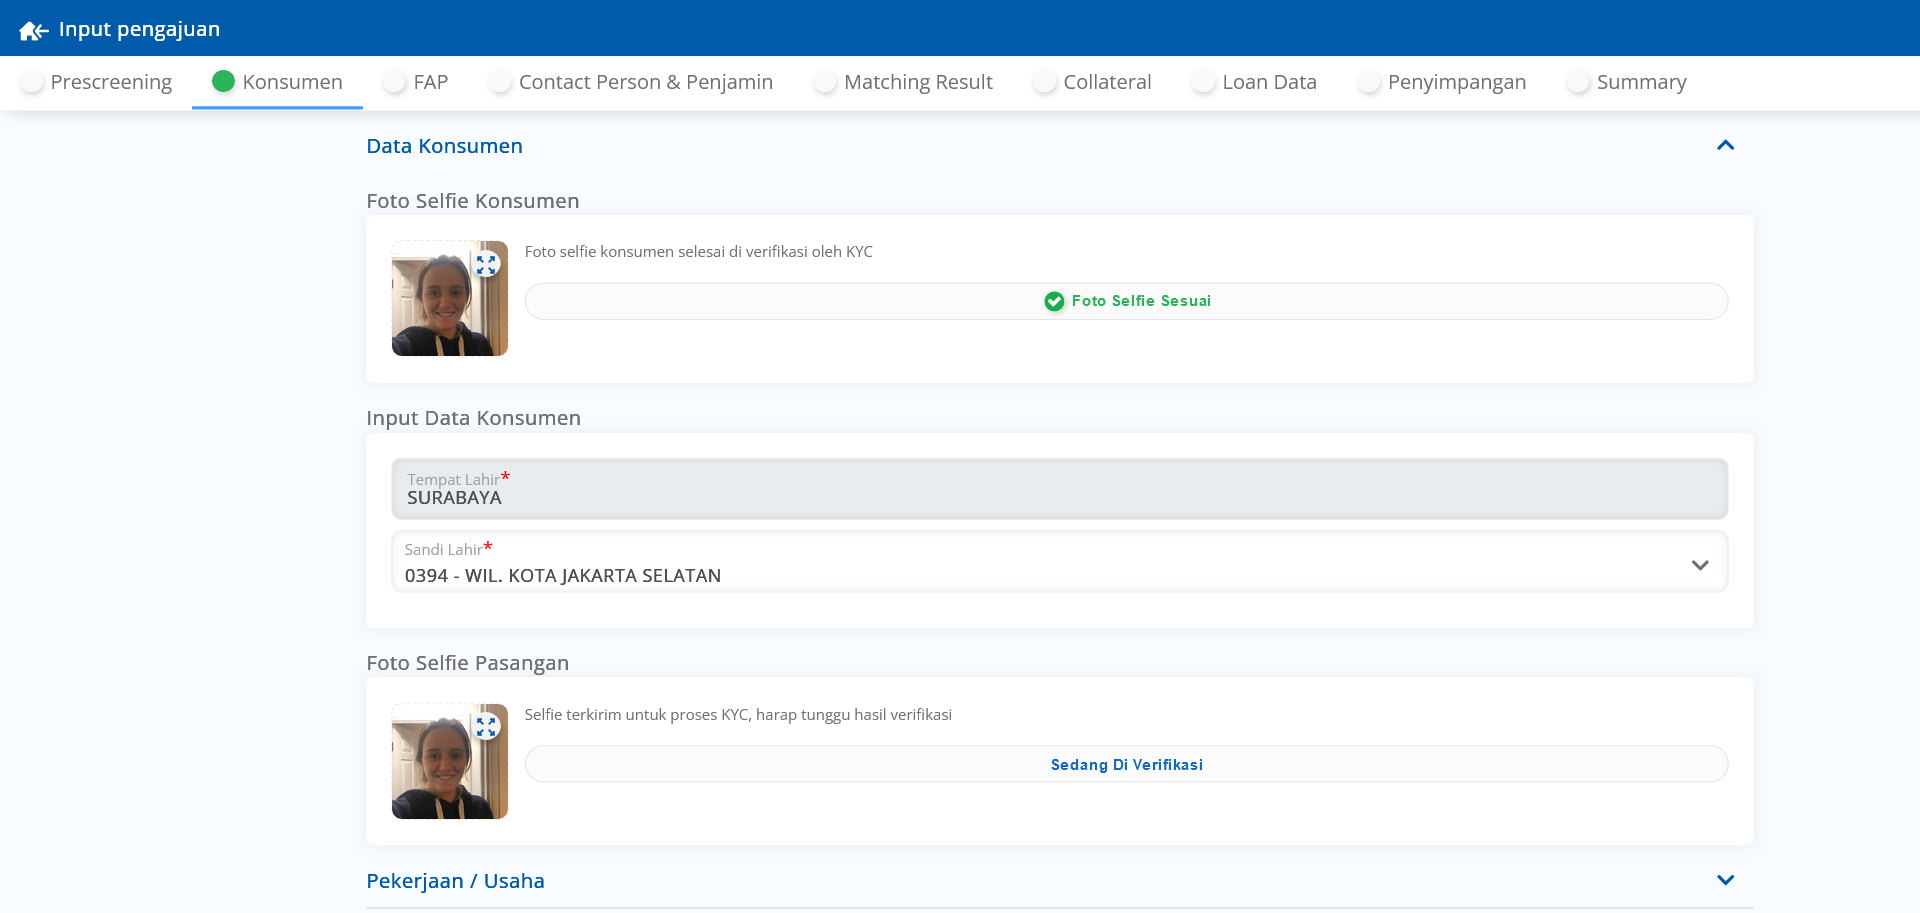 Input pengajuan
Prescreening Konsumen FAP Contact Person & Penjamin Matching Result Collateral Loan Data Penyimpangan Summary
Data Konsumen
Foto Selfie Konsumen
Foto selfie konsumen selesai di verifikasi oleh KYC
Foto Selfie Sesuai
Input Data Konsumen
Tempat Lahir*
SURABAYA
Sandi Lahir*
0394 - WIL. KOTA JAKARTA SELATAN
Foto Selfie Pasangan
Selfie terkirim untuk proses KYC, harap tunggu hasil verifikasi
Sedang Di Verifikasi
Pekerjaan / Usaha